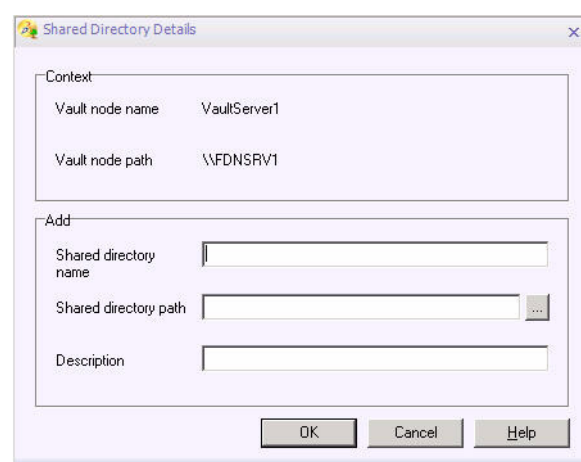 Shared Directory Details
Context
Vault node name VaultServer1
Vault node path \\FDNSRV1
Add
Shared directory
name
Shared directory path ...
Description
OK Cancel Help